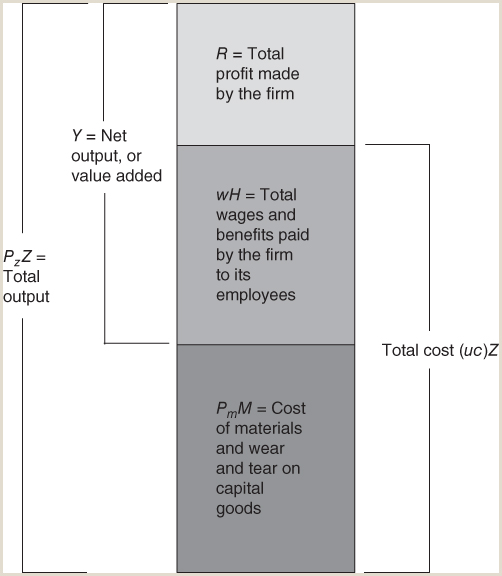 R = Total
profit made
by the firm
Y = Net
output, or
value added
wH = Total
wages and
benefits paid
by the firm
to its
employees
PzZ =
Total
output
Total cost (uc)Z
PmM = Cost
of materials
and wear
and tear on
capital
goods